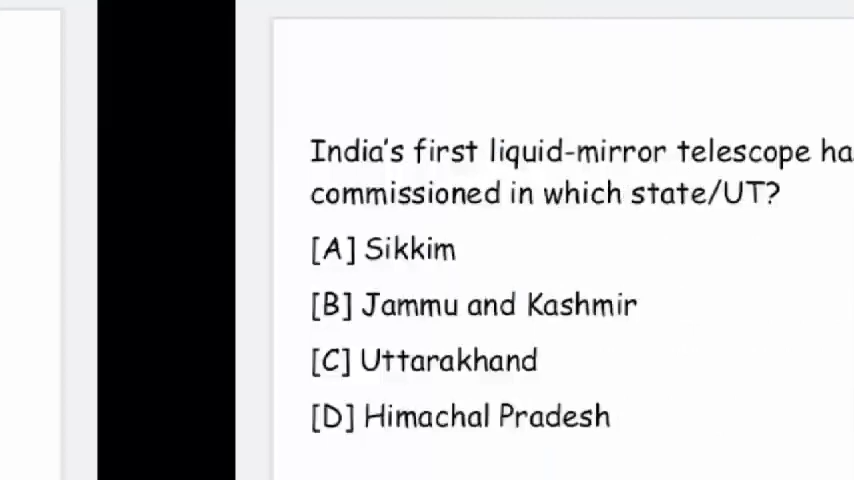 India's first liquid-mirror telescope ha
commissioned in which state/UT?
[A] Sikkim
[B] Jammu and Kashmir
[C] Uttarakhand
[D] Himachal Pradesh